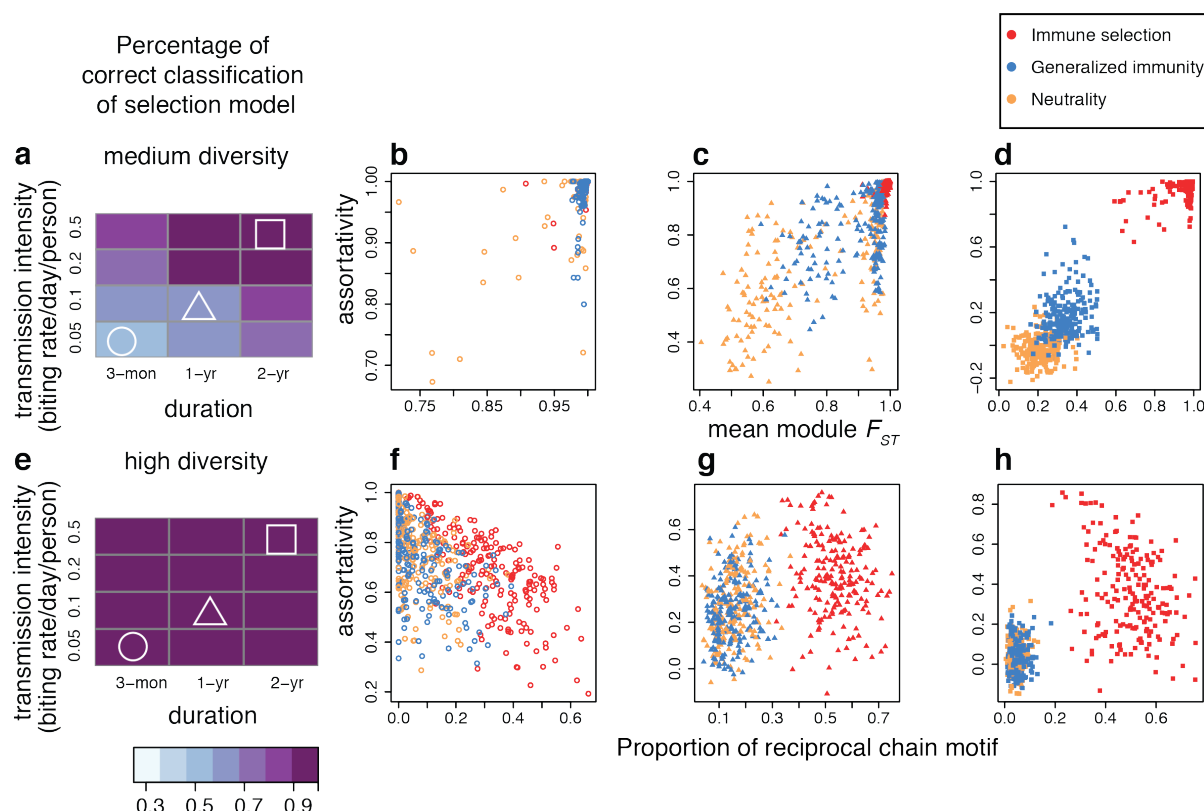 Percentage of
correct classification
of selection model
Immune selection
Generalized immunity
Neutrality
a
medium diversity
transmission intensity
(biting rate/day/person)
0.5
0.2
0.1
0.05
3−mon
1−yr
2−yr
duration
b
assortativity
1.00
0.90
0.80
0.70
0.75
0.85
0.95
c
1.0
0.8
0.6
0.4
0.4
0.6
0.8
1.0
mean module F_ST
d
1.0
0.6
0.2
−0.2
0.0
0.2
0.4
0.6
0.8
1.0
e
high diversity
transmission intensity
(biting rate/day/person)
0.5
0.2
0.1
0.05
3−mon
1−yr
2−yr
duration
0.3
0.5
0.7
0.9
f
assortativity
1.0
0.8
0.6
0.4
0.2
0.0
0.2
0.4
0.6
g
0.6
0.4
0.2
0.0
0.1
0.3
0.5
0.7
h
0.8
0.6
0.4
0.2
0.0
0.0
0.2
0.4
0.6
Proportion of reciprocal chain motif